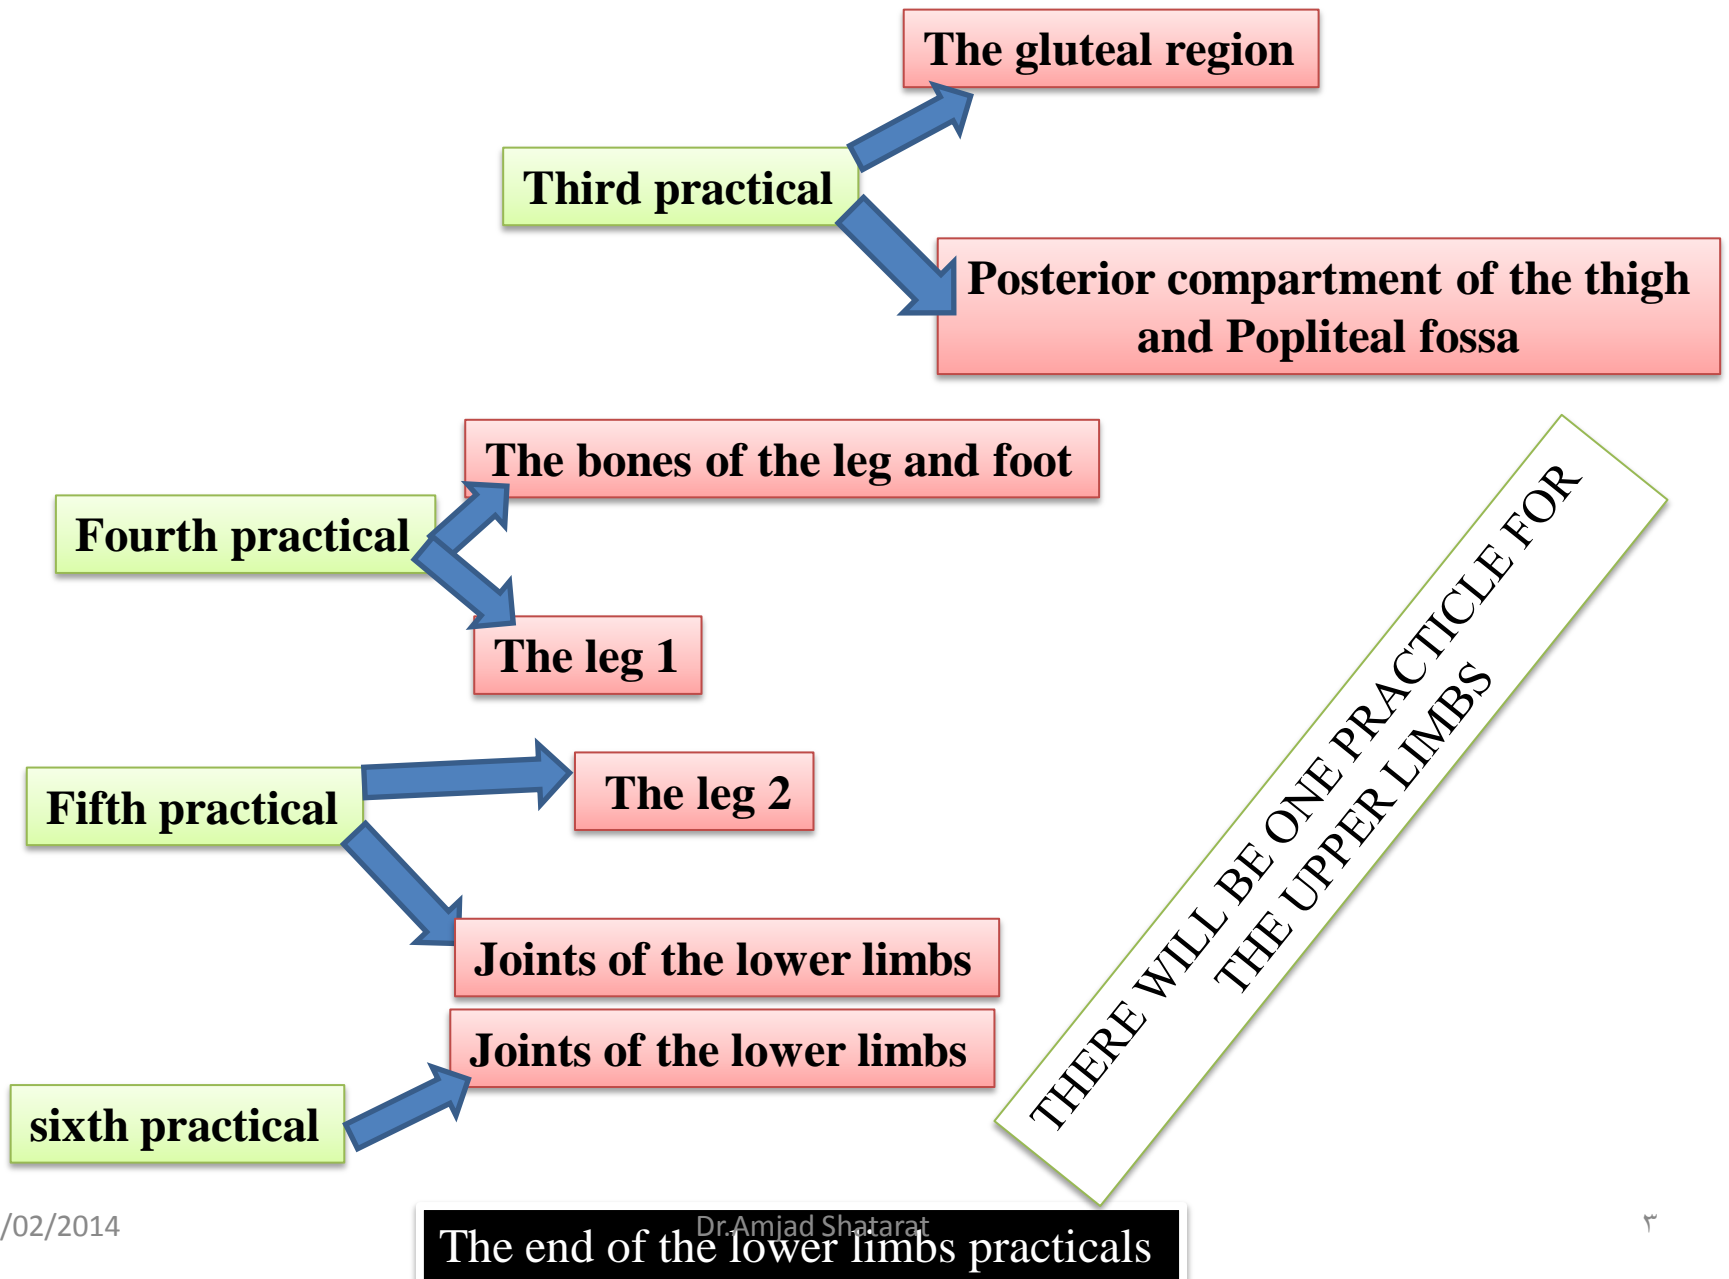 The gluteal region
Third practical
Posterior compartment of the thigh
and Popliteal fossa
The bones of the leg and foot
Fourth practical
The leg 1
The leg 2
Fifth practical
Joints of the lower limbs
Joints of the lower limbs
sixth practical
THERE WILL BE ONE PRACTICLE FOR
THE UPPER LIMBS
/02/2014
Dr.Amjad Shatarat
٣
The end of the lower limbs practicals